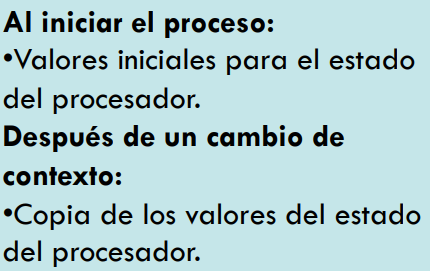 Al iniciar el proceso:
•Valores iniciales para el estado
del procesador.
Después de un cambio de
contexto:
•Copia de los valores del estado
del procesador.